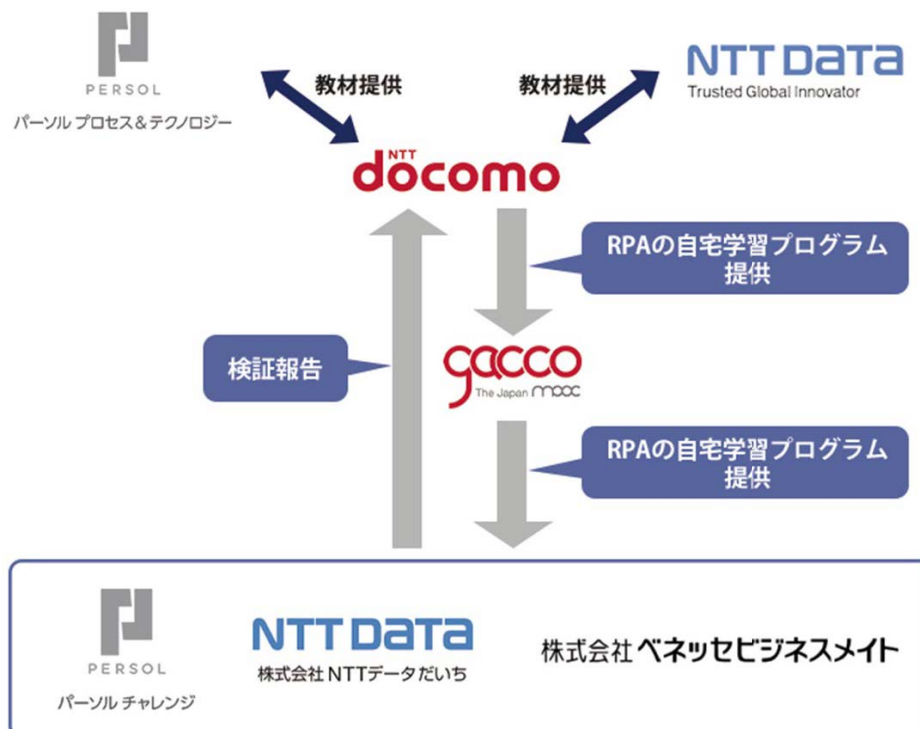 PERSOL
パーソル プロセス&テクノロジー
教材提供
教材提供
NTT DATA
Trusted Global Innovator
NTT
döcomo
RPAの自宅学習プログラム
提供
検証報告
gacco
The Japan mooc
RPAの自宅学習プログラム
提供
PERSOL
パーソル チャレンジ
NTT DATA
株式会社 NTTデータだいち
株式会社 ベネッセビジネスメイト